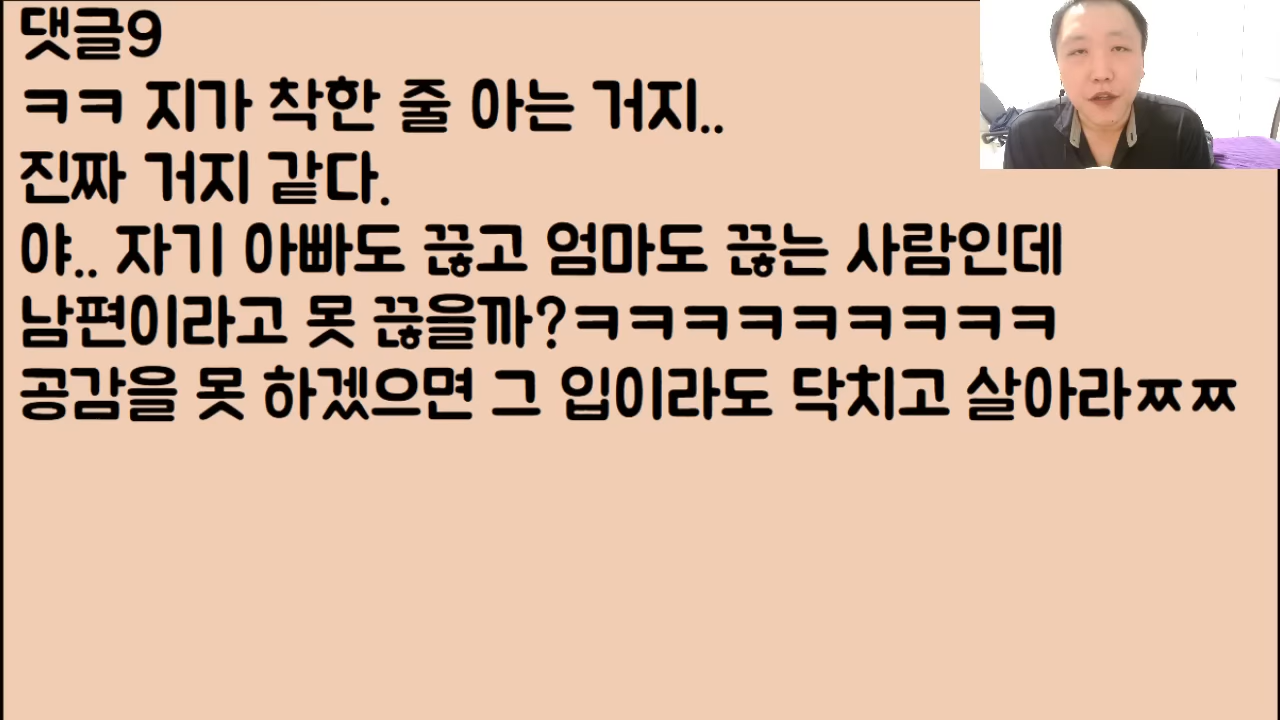 댓글9
ㅋㅋ 지가 착한 줄 아는 거지..
진짜 거지 같다.
야.. 자기 아빠도 끊고 엄마도 끊는 사람인데
남편이라고 못 끊을까?ㅋㅋㅋㅋㅋㅋㅋㅋㅋ
공감을 못 하겠으면 그 입이라도 닥치고 살아라ㅉㅉ